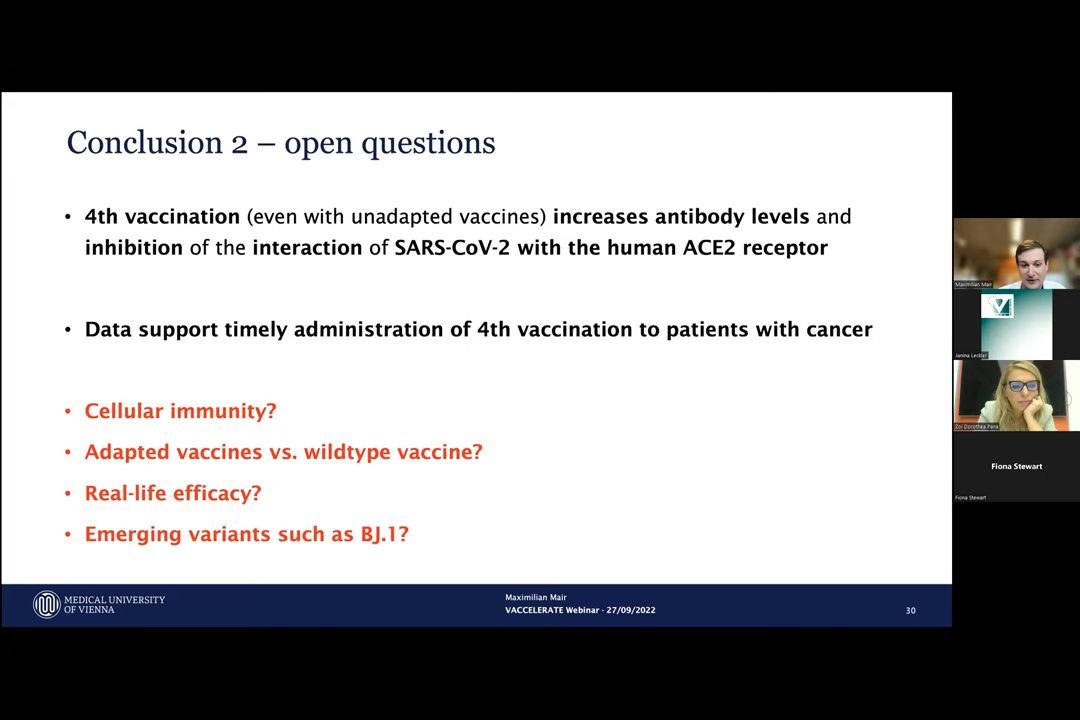 Conclusion 2 – open questions
• 4th vaccination (even with unadapted vaccines) increases antibody levels and
inhibition of the interaction of SARS-CoV-2 with the human ACE2 receptor
• Data support timely administration of 4th vaccination to patients with cancer
• Cellular immunity?
• Adapted vaccines vs. wildtype vaccine?
• Real-life efficacy?
• Emerging variants such as BJ.1?
MEDICAL UNIVERSITY
OF VIENNA
Maximilian Mair
VACCELERATE Webinar - 27/09/2022
30
Maximilian Mair
Janina Leckler
Zoi Dorothea Pana
Fiona Stewart
Fiona Stewart